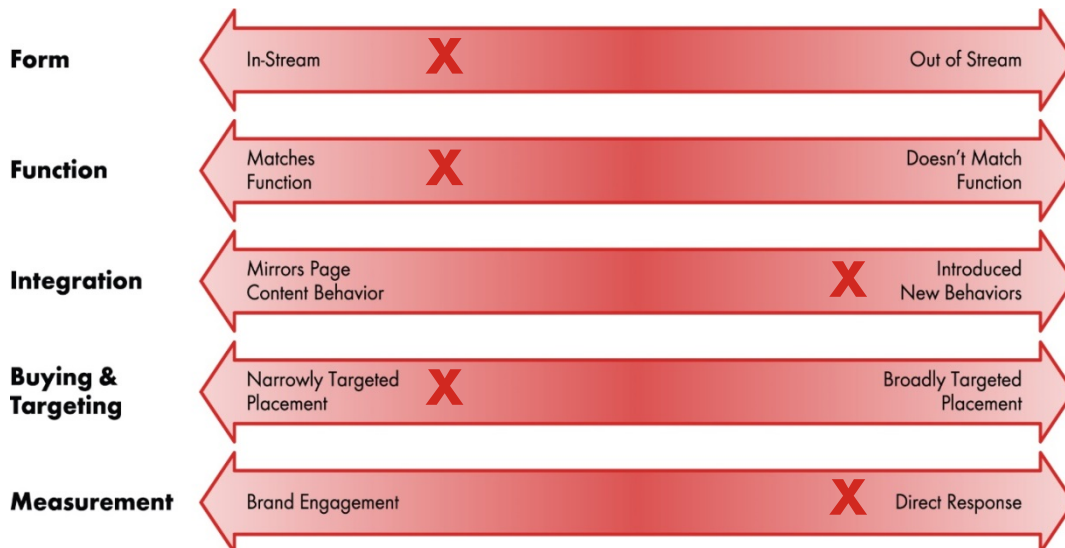 Form
In-Stream
X
Out of Stream
Function
Matches
Function
X
Doesn't Match
Function
Integration
Mirrors Page
Content Behavior
X
Introduced
New Behaviors
Buying &
Targeting
Narrowly Targeted
Placement
X
Broadly Targeted
Placement
Measurement
Brand Engagement
X
Direct Response